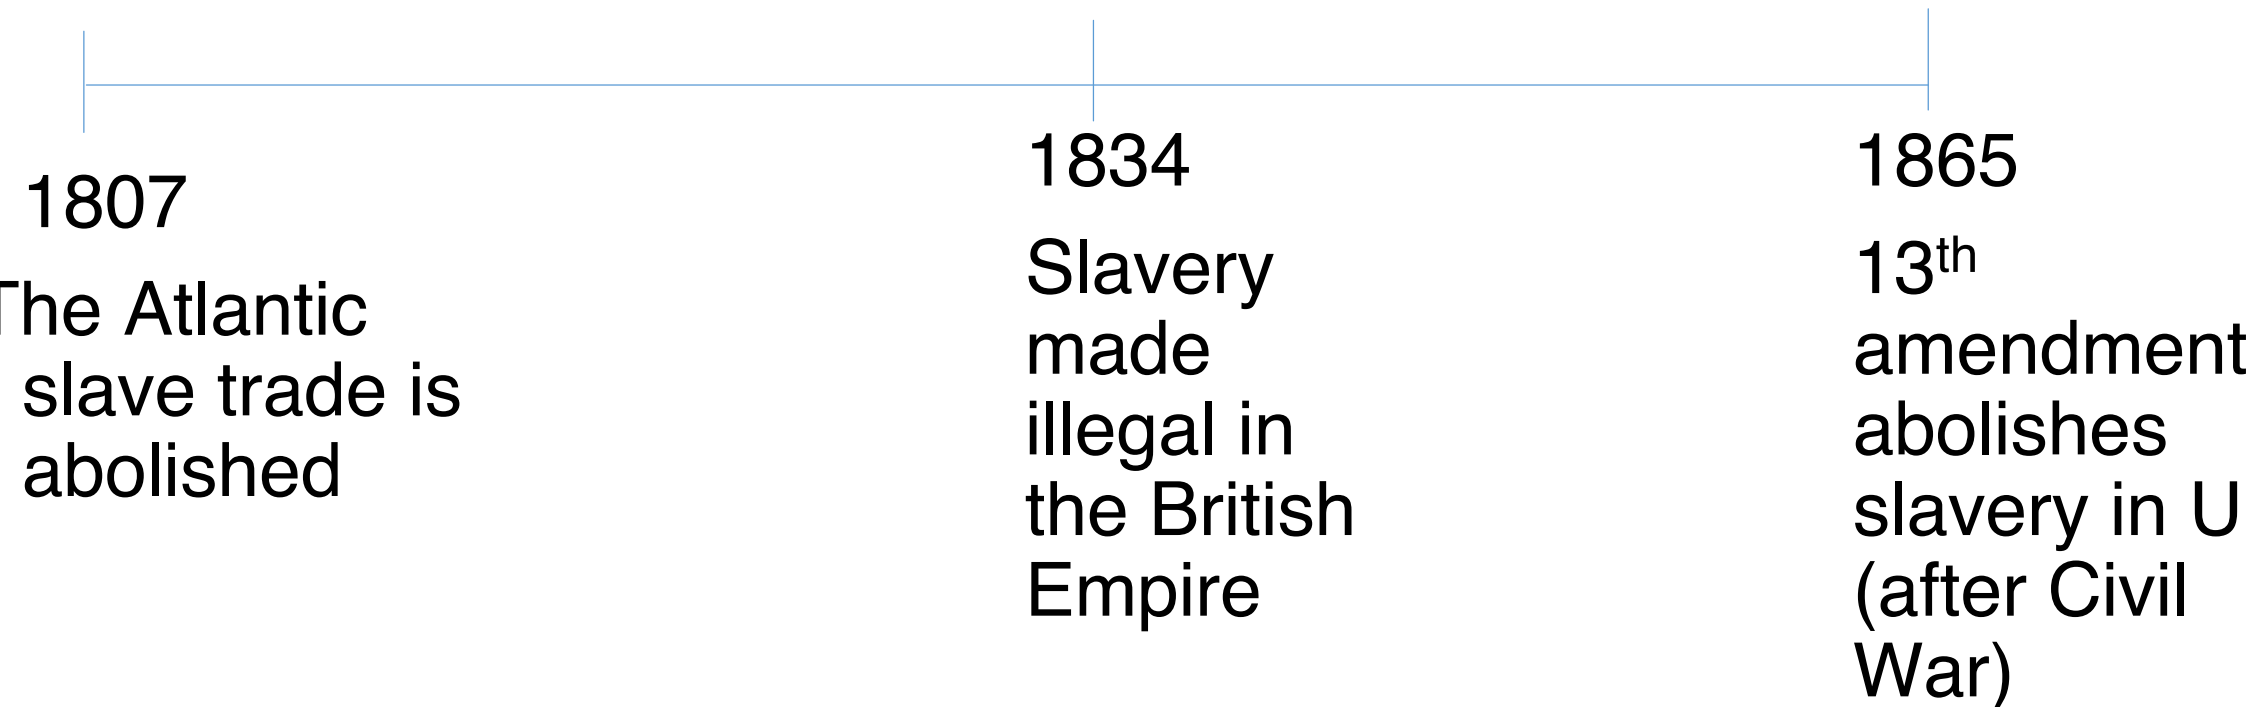 1807
The Atlantic
slave trade is
abolished
1834
Slavery
made
illegal in
the British
Empire
1865
13th
amendment
abolishes
slavery in U
(after Civil
War)